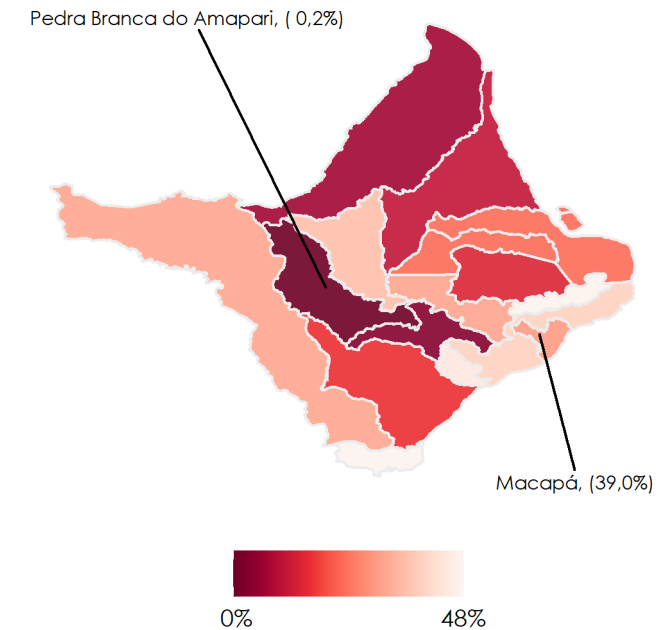 Pedra Branca do Amapari, ( 0,2%)
Macapá, (39,0%)
0%
48%